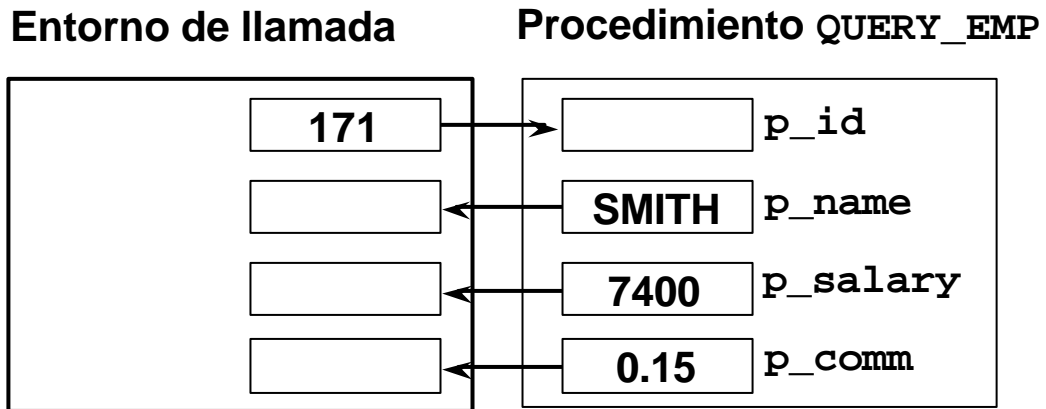 Entorno de llamada
Procedimiento QUERY_EMP
171
p_id
SMITH
p_name
7400
p_salary
0.15
p_comm